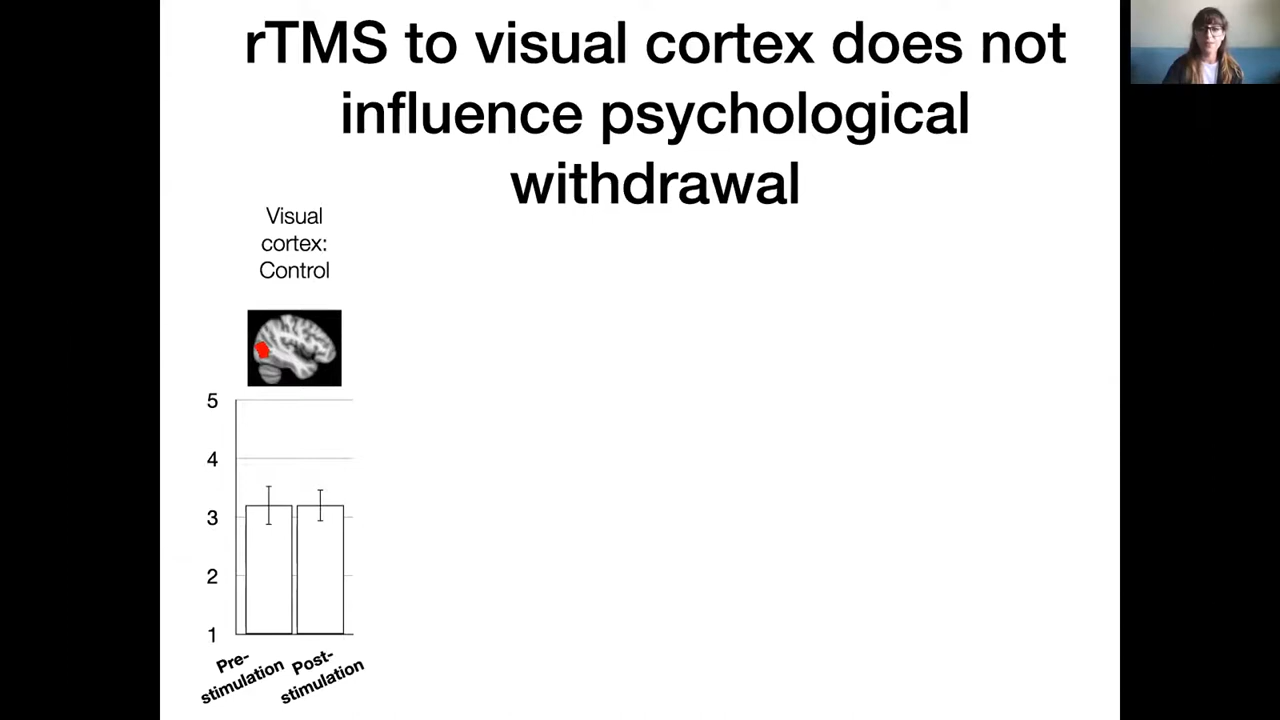 rTMS to visual cortex does not
influence psychological
withdrawal
Visual
cortex:
Control
5
4
3
2
1
Pre-
stimulation
Post-
stimulation